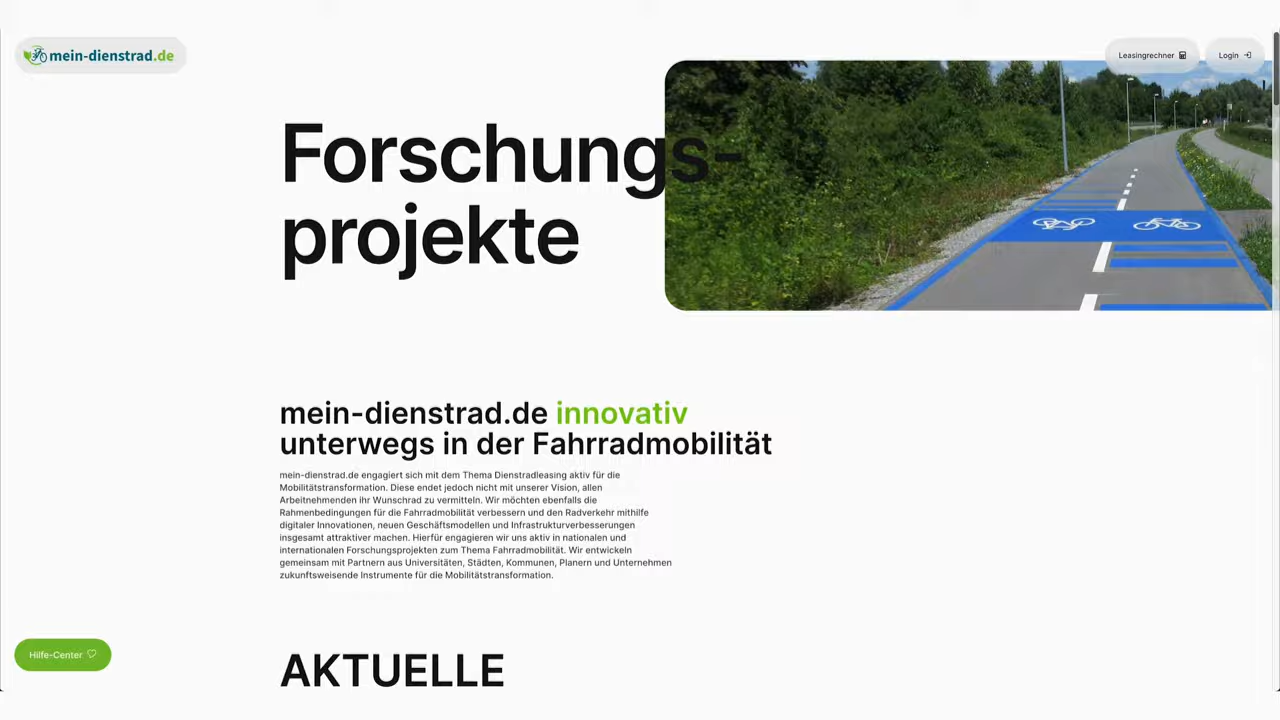 mein-dienstrad.de
Leasingrechner
Login
Forschungs-
projekte
mein-dienstrad.de innovativ
unterwegs in der Fahrradmobilität
mein-dienstrad.de engagiert sich mit dem Thema Dienstradleasing aktiv für die
Mobilitätstransformation. Diese endet jedoch nicht mit unserer Vision, allen
Arbeitnehmenden ihr Wunschrad zu vermitteln. Wir möchten ebenfalls die
Rahmenbedingungen für die Fahrradmobilität verbessern und den Radverkehr mithilfe
digitaler Innovationen, neuen Geschäftsmodellen und Infrastrukturverbesserungen
insgesamt attraktiver machen. Hierfür engagieren wir uns aktiv in nationalen und
internationalen Forschungsprojekten zum Thema Fahrradmobilität. Wir entwickeln
gemeinsam mit Partnern aus Universitäten, Städten, Kommunen, Planern und Unternehmen
zukunftsweisende Instrumente für die Mobilitätstransformation.
Hilfe-Center
AKTUELLE